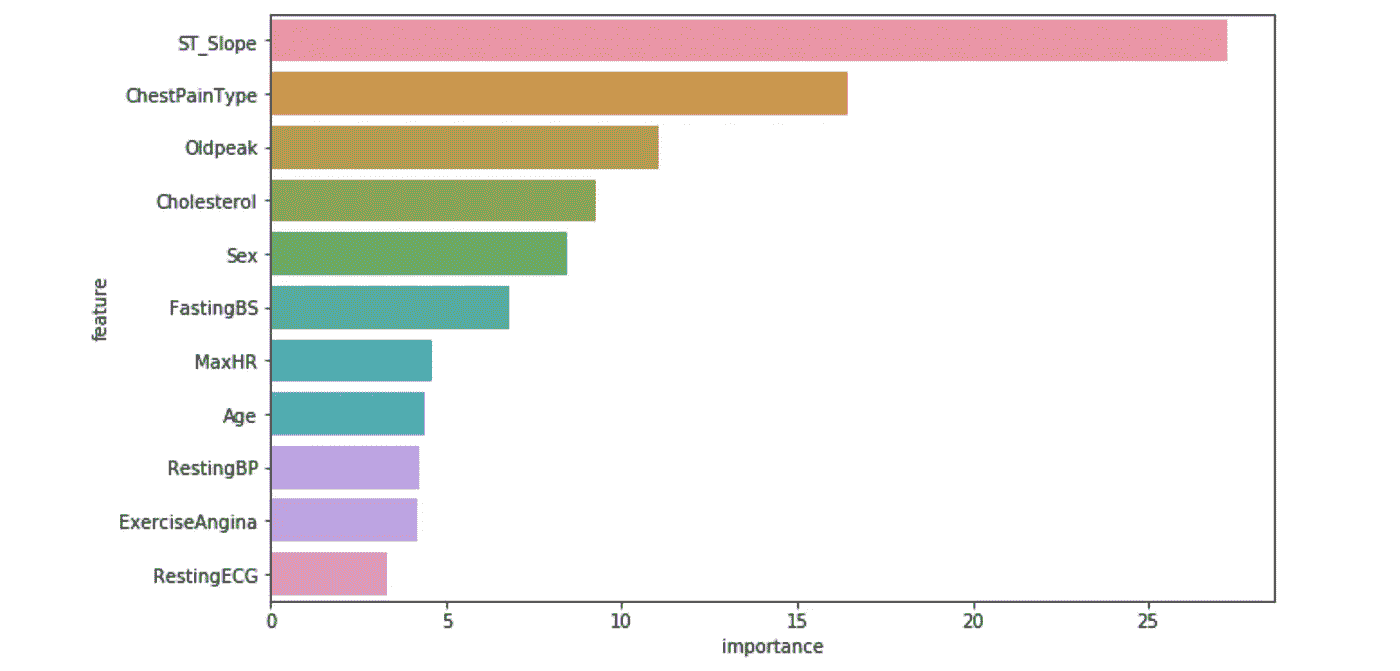 ST_Slope
ChestPainType
Oldpeak
Cholesterol
Sex
FastingBS
MaxHR
Age
RestingBP
ExerciseAngina
RestingECG
feature
0 5 10 15 20 25
importance